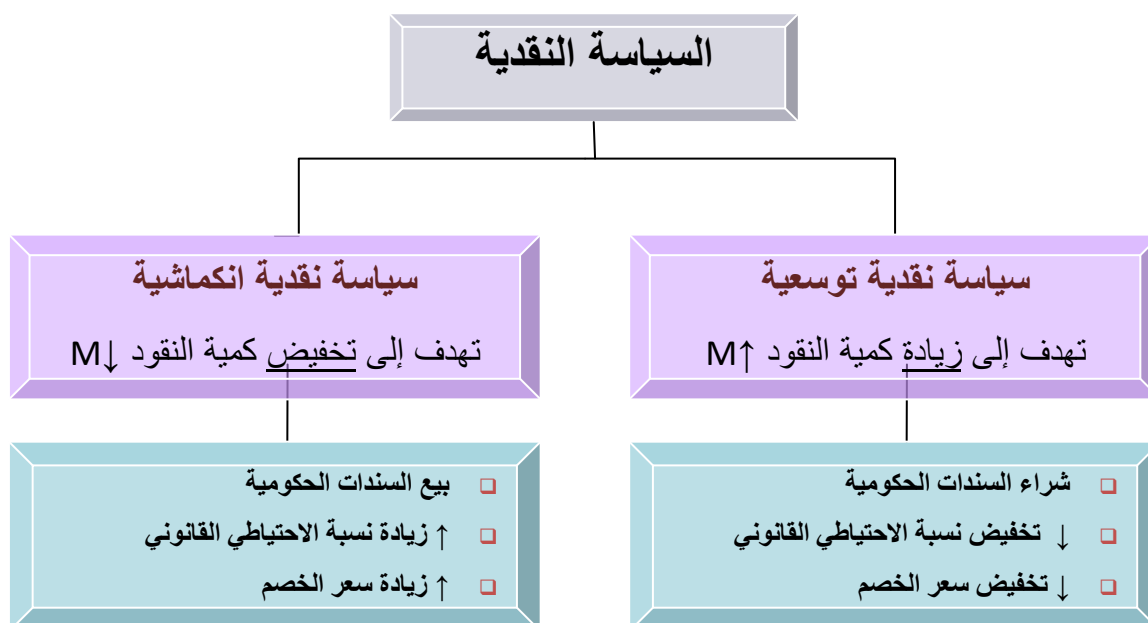 السياسة النقدية
سياسة نقدية توسعية
تهدف إلى زيادة كمية النقود M↑
شراء السندات الحكومية
↓ تخفيض نسبة الاحتياطي القانوني
↓ تخفيض سعر الخصم
سياسة نقدية انكماشية
تهدف إلى تخفيض كمية النقود M↓
بيع السندات الحكومية
↑ زيادة نسبة الاحتياطي القانوني
↑ زيادة سعر الخصم